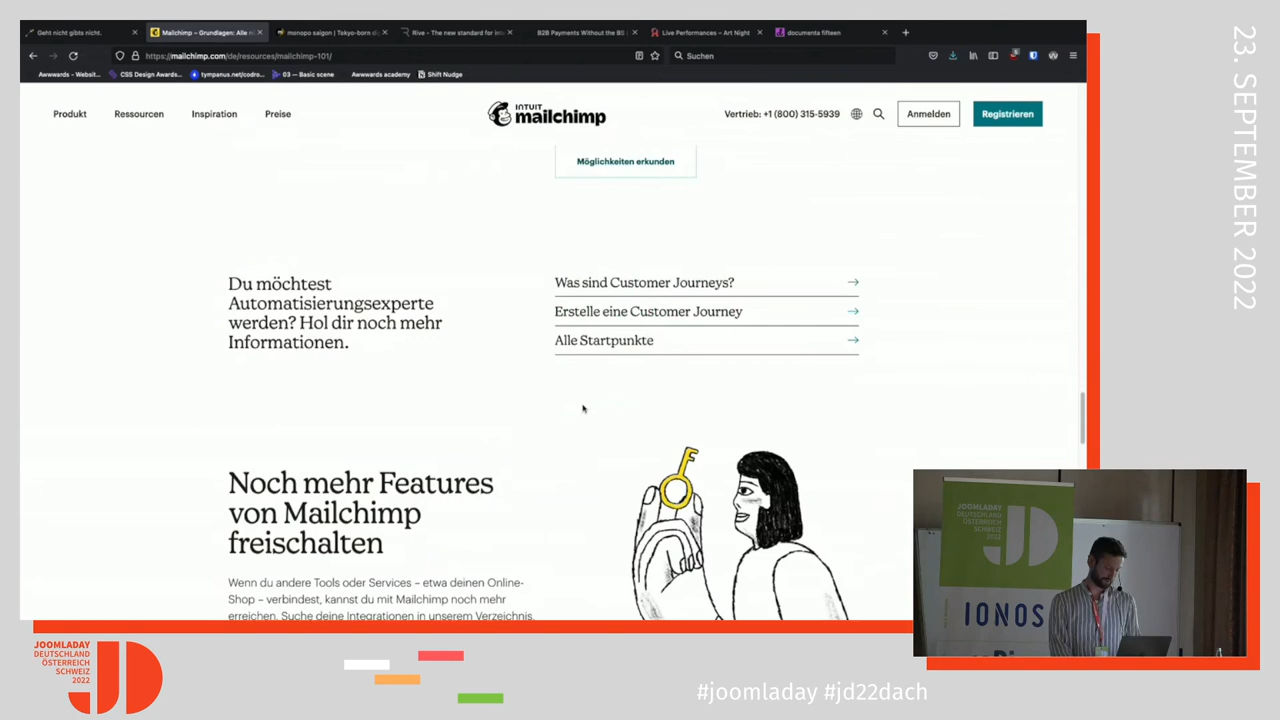 Geht nicht gibts nicht.
Mailchimp – Grundlagen: Alle
monopo saigon | Tokyo-born
Rive - The new standard for
B2B Payments Without the BS
Live Performances – Art Night
documenta fifteen
https://mailchimp.com/de/resources/mailchimp-101/
Suchen
Awwwards - Websit...
CSS Design Awards...
tympanus.net/codro...
03 — Basic scene
Awwwards academy
Shift Nudge
Produkt
Ressourcen
Inspiration
Preise
INTUIT
mailchimp
Vertrieb: +1 (800) 315-5939
Anmelden
Registrieren
Möglichkeiten erkunden
Du möchtest
Automatisierungsexperte
werden? Hol dir noch mehr
Informationen.
Was sind Customer Journeys?
Erstelle eine Customer Journey
Alle Startpunkte
Noch mehr Features
von Mailchimp
freischalten
Wenn du andere Tools oder Services – etwa deinen Online-
Shop – verbindest, kannst du mit Mailchimp noch mehr
erreichen. Suche deine Integrationen in unserem Verzeichnis.
23. SEPTEMBER 2022
JOOMLADAY
DEUTSCHLAND
ÖSTERREICH
SCHWEIZ
2022
JD
IONOS
JOOMLADAY
DEUTSCHLAND
ÖSTERREICH
SCHWEIZ
2022
JD
#joomladay #jd22dach